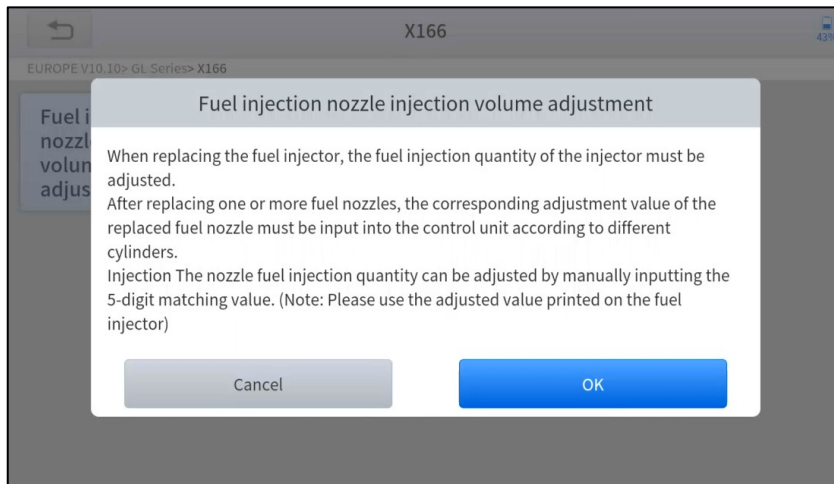 X166
43%
EUROPE V10.10> GL Series> X166
Fuel i
nozzl
volun
adjus
Fuel injection nozzle injection volume adjustment
When replacing the fuel injector, the fuel injection quantity of the injector must be
adjusted.
After replacing one or more fuel nozzles, the corresponding adjustment value of the
replaced fuel nozzle must be input into the control unit according to different
cylinders.
Injection The nozzle fuel injection quantity can be adjusted by manually inputting the
5-digit matching value. (Note: Please use the adjusted value printed on the fuel
injector)
Cancel
OK